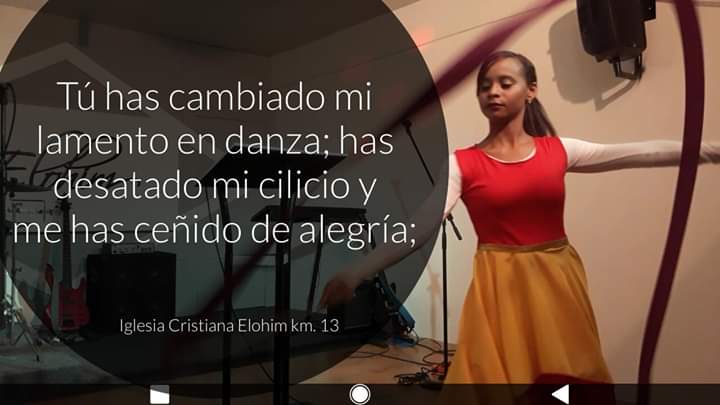 Tú has cambiado mi
lamento en danza; has
desatado mi cilicio y
me has ceñido de alegría;
Iglesia Cristiana Elohim km. 13